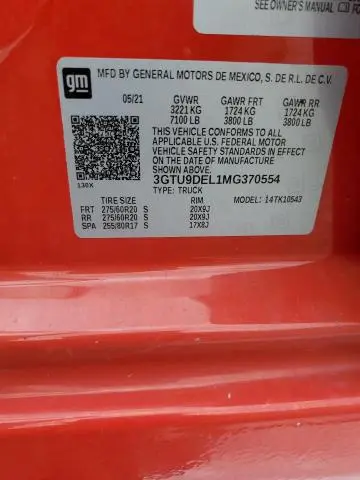 SEE OWNER'S MANUAL
gm
MFD BY GENERAL MOTORS DE MEXICO, S. DE R.L. DE C.V.
05/21 GVWR GAWR FRT GAWR RR
3221 KG 1724 KG 1724 KG
7100 LB 3800 LB 3800 LB
THIS VEHICLE CONFORMS TO ALL
APPLICABLE U.S. FEDERAL MOTOR
VEHICLE SAFETY STANDARDS IN EFFECT
ON THE DATE OF MANUFACTURE
SHOWN ABOVE.
3GTU9DEL1MG370554
TYPE: TRUCK
130X
TIRE SIZE RIM MODEL: 14TK10543
FRT 275/60R20 S 20X9J
RR 275/60R20 S 20X9J
SPA 255/80R17 S 17X8J